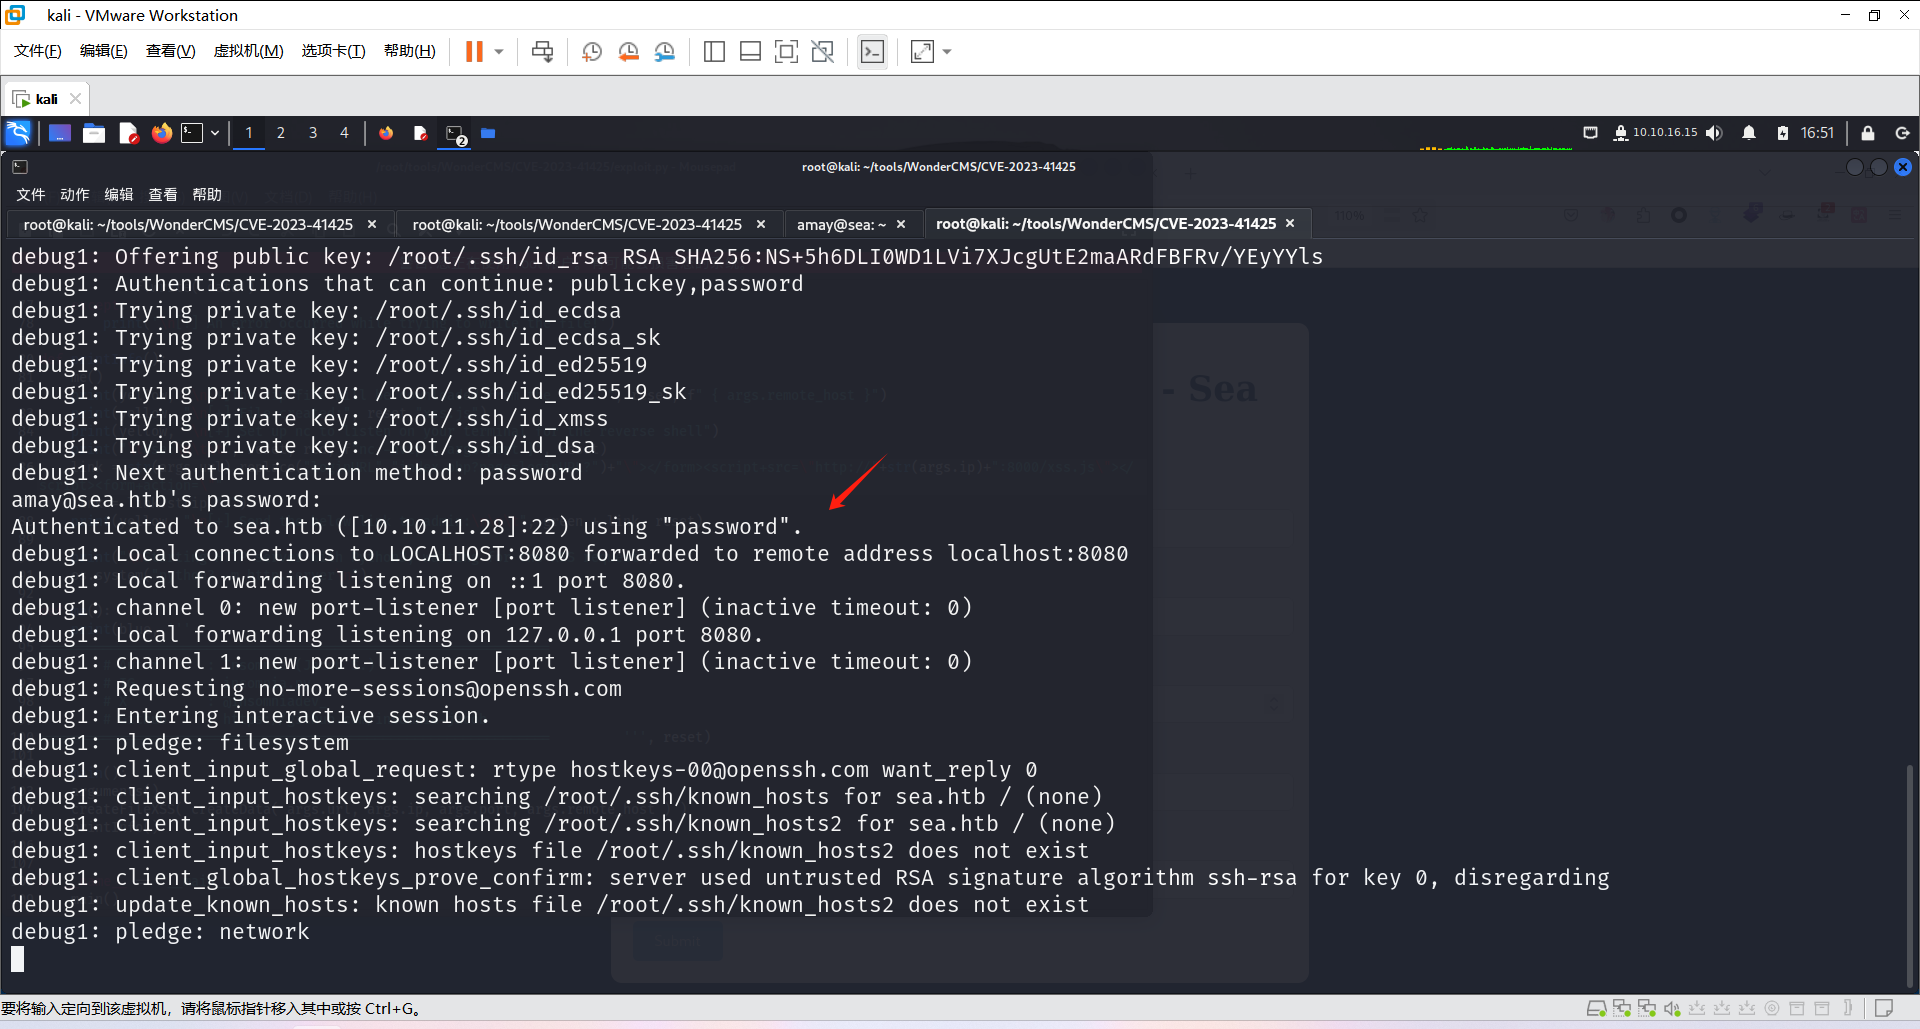 kali - VMware Workstation
文件(F) 编辑(E) 查看(V) 虚拟机(M) 选项卡(T) 帮助(H)
kali
1 2 3 4 2 10.10.16.15 16:51
root@kali: ~/tools/WonderCMS/CVE-2023-41425
文件 动作 编辑 查看 帮助
root@kali: ~/tools/WonderCMS/CVE-2023-41425 root@kali: ~/tools/WonderCMS/CVE-2023-41425 amay@sea: ~ root@kali: ~/tools/WonderCMS/CVE-2023-41425
debug1: Offering public key: /root/.ssh/id_rsa RSA SHA256:NS+5h6DLI0WD1LVi7XJcgUtE2maARdFBFRv/YEyYYls
debug1: Authentications that can continue: publickey,password
debug1: Trying private key: /root/.ssh/id_ecdsa
debug1: Trying private key: /root/.ssh/id_ecdsa_sk
debug1: Trying private key: /root/.ssh/id_ed25519
debug1: Trying private key: /root/.ssh/id_ed25519_sk
- Sea
debug1: Trying private key: /root/.ssh/id_xmss
debug1: Trying private key: /root/.ssh/id_dsa
debug1: Next authentication method: password
amay@sea.htb's password:
Authenticated to sea.htb ([10.10.11.28]:22) using "password".
debug1: Local connections to LOCALHOST:8080 forwarded to remote address localhost:8080
debug1: Local forwarding listening on ::1 port 8080.
debug1: channel 0: new port-listener [port listener] (inactive timeout: 0)
debug1: Local forwarding listening on 127.0.0.1 port 8080.
debug1: channel 1: new port-listener [port listener] (inactive timeout: 0)
debug1: Requesting no-more-sessions@openssh.com
debug1: Entering interactive session.
debug1: pledge: filesystem
debug1: client_input_global_request: rtype hostkeys-00@openssh.com want_reply 0
debug1: client_input_hostkeys: searching /root/.ssh/known_hosts for sea.htb / (none)
debug1: client_input_hostkeys: searching /root/.ssh/known_hosts2 for sea.htb / (none)
debug1: client_input_hostkeys: hostkeys file /root/.ssh/known_hosts2 does not exist
debug1: client_global_hostkeys_prove_confirm: server used untrusted RSA signature algorithm ssh-rsa for key 0, disregarding
debug1: update_known_hosts: known hosts file /root/.ssh/known_hosts2 does not exist
debug1: pledge: network
要将输入定向到该虚拟机，请将鼠标指针移入其中或按 Ctrl+G。